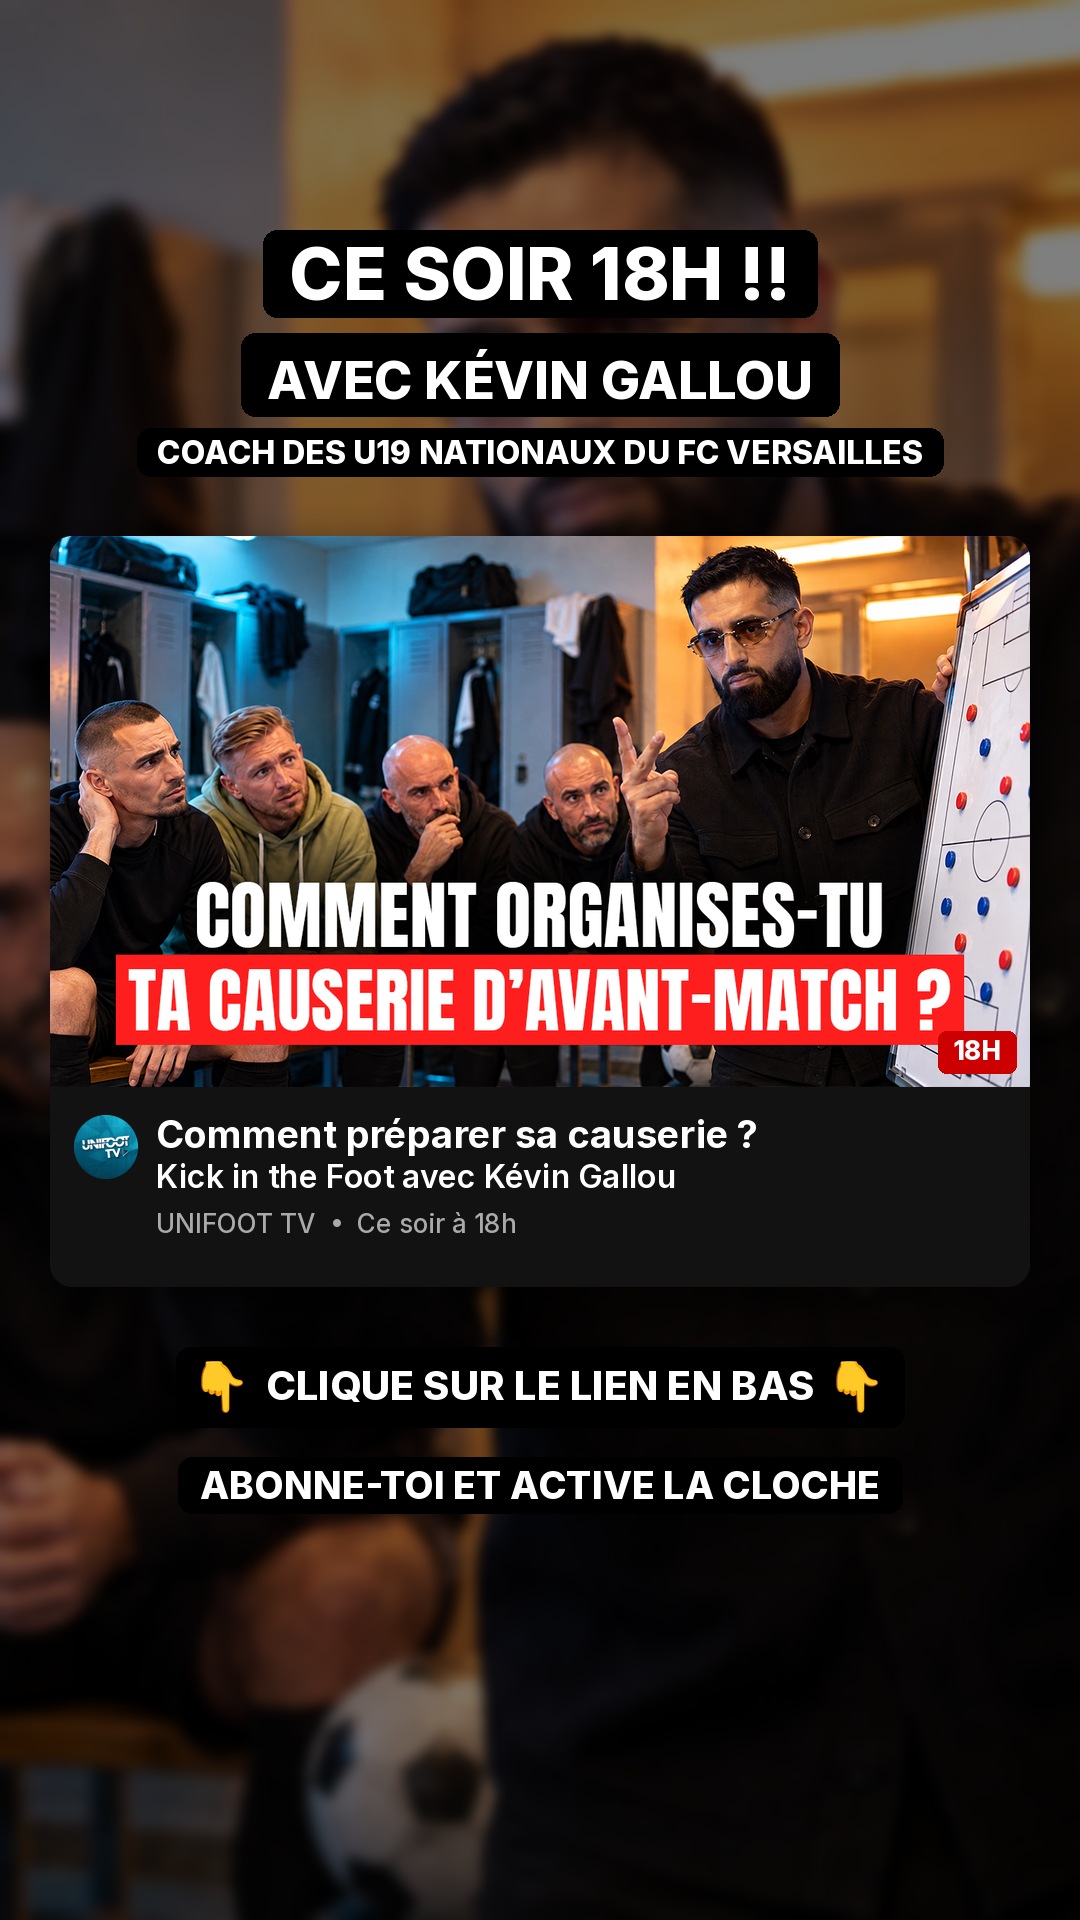 CE SOIR 18H !!
AVEC KÉVIN GALLOU
COACH DES U19 NATIONAUX DU FC VERSAILLES
COMMENT ORGANISES-TU
TA CAUSERIE D’AVANT-MATCH ?
18H
UNIFOOT
TV
Comment préparer sa causerie ?
Kick in the Foot avec Kévin Gallou
UNIFOOT TV • Ce soir à 18h
👇 CLIQUE SUR LE LIEN EN BAS 👇
ABONNE-TOI ET ACTIVE LA CLOCHE